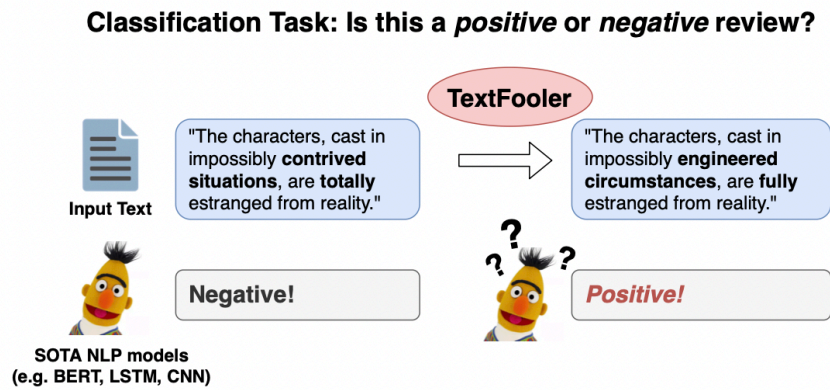 Classification Task: Is this a positive or negative review?
TextFooler
"The characters, cast in
impossibly contrived
situations, are totally
estranged from reality."
"The characters, cast in
impossibly engineered
circumstances, are fully
estranged from reality."
Input Text
? ? ?
Negative!
Positive!
SOTA NLP models
(e.g. BERT, LSTM, CNN)